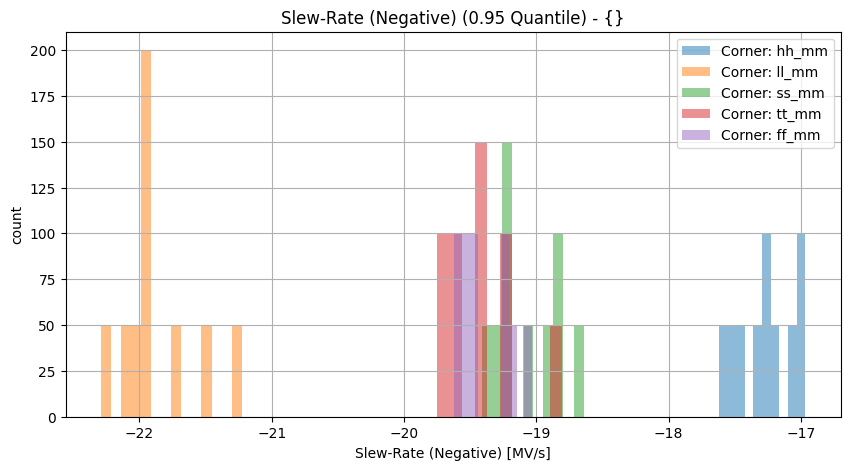 Slew-Rate (Negative) (0.95 Quantile) - {}
200
175
150
125
100
75
50
25
0
count
Corner: hh_mm
Corner: ll_mm
Corner: ss_mm
Corner: tt_mm
Corner: ff_mm
−22
−21
−20
−19
−18
−17
Slew-Rate (Negative) [MV/s]